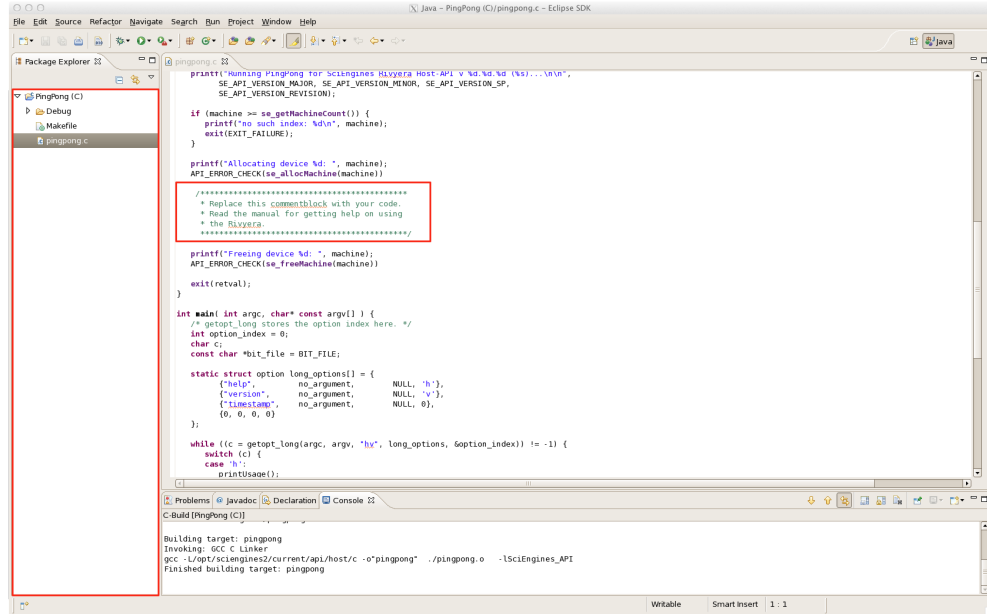 Java – PingPong (C)/pingpong.c – Eclipse SDK
File Edit Source Refactor Navigate Search Run Project Window Help
Java
Package Explorer
pingpong.c
PingPong (C)
Debug
Makefile
pingpong.c
printf("Running PingPong for SciEngines Rivyera Host-API v %d.%d.%d (%s)...\n\n",
SE_API_VERSION_MAJOR, SE_API_VERSION_MINOR, SE_API_VERSION_SP,
SE_API_VERSION_REVISION);
if (machine >= se_getMachineCount()) {
printf("no such index: %d\n", machine);
exit(EXIT_FAILURE);
}
printf("Allocating device %d: ", machine);
API_ERROR_CHECK(se_allocMachine(machine))
/********************************************
* Replace this commentblock with your code.
* Read the manual for getting help on using
* the Rivyera.
********************************************/
printf("Freeing device %d: ", machine);
API_ERROR_CHECK(se_freeMachine(machine))
exit(retval);
}
int main( int argc, char* const argv[] ) {
/* getopt_long stores the option index here. */
int option_index = 0;
char c;
const char *bit_file = BIT_FILE;
static struct option long_options[] = {
{"help", no_argument, NULL, 'h'},
{"version", no_argument, NULL, 'v'},
{"timestamp", no_argument, NULL, 0},
{0, 0, 0, 0}
};
while ((c = getopt_long(argc, argv, "hv", long_options, &option_index)) != -1) {
switch (c) {
case 'h':
printUsage();
Problems Javadoc Declaration Console
C-Build [PingPong (C)]
Building target: pingpong
Invoking: GCC C Linker
gcc -L/opt/sciengines2/current/api/host/c -o"pingpong" ./pingpong.o -lSciEngines_API
Finished building target: pingpong
Writable Smart Insert 1 : 1